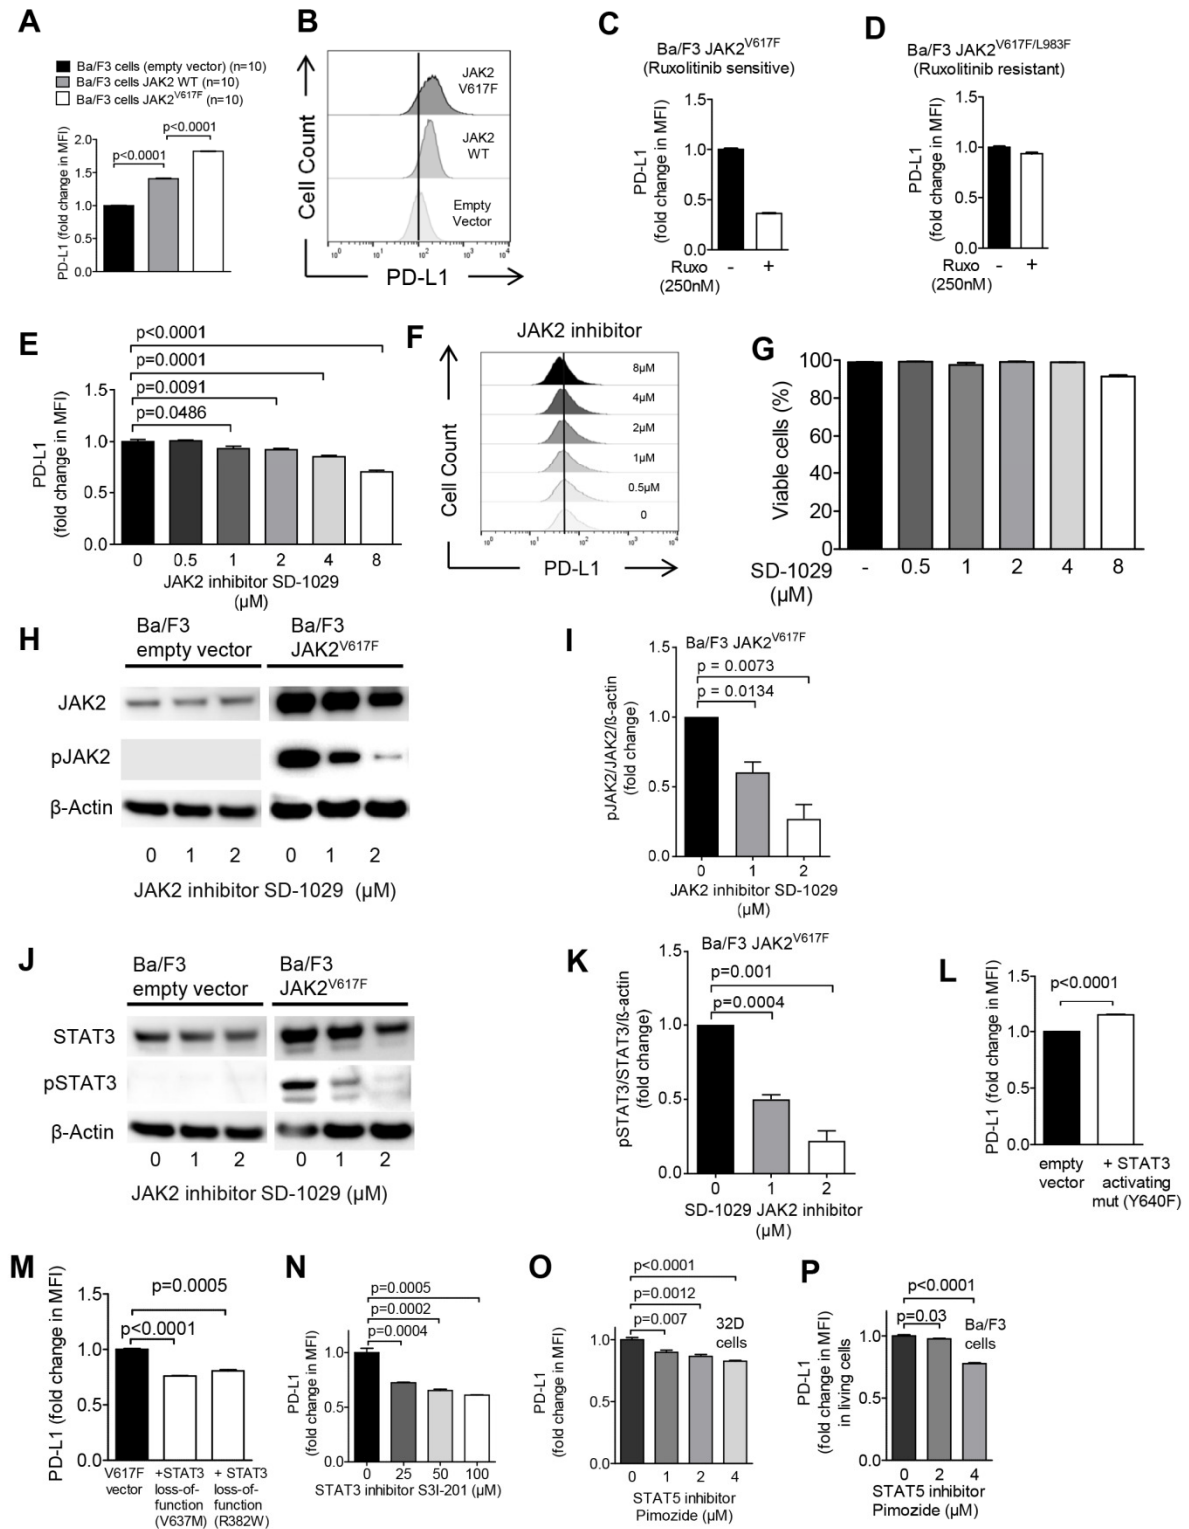 A
Ba/F3 cells (empty vector) (n=10)
Ba/F3 cells JAK2 WT (n=10)
Ba/F3 cells JAK2V617F (n=10)
p<0.0001
p<0.0001
PD-L1 (fold change in MFI)
2.0
1.5
1.0
0.5
0.0
B
Cell Count
JAK2
V617F
JAK2
WT
Empty
Vector
10^0 10^1 10^2 10^3 10^4
PD-L1
C
Ba/F3 JAK2V617F
(Ruxolitinib sensitive)
PD-L1
(fold change in MFI)
1.5
1.0
0.5
0
Ruxo - +
(250nM)
D
Ba/F3 JAK2V617F/L983F
(Ruxolitinib resistant)
PD-L1
(fold change in MFI)
1.5
1.0
0.5
0
Ruxo - +
(250nM)
E
p<0.0001
p=0.0001
p=0.0091
p=0.0486
PD-L1
(fold change in MFI)
1.5
1.0
0.5
0.0
0 0.5 1 2 4 8
JAK2 inhibitor SD-1029
(µM)
F
JAK2 inhibitor
Cell Count
8µM
4µM
2µM
1µM
0.5µM
0
10^0 10^1 10^2 10^3 10^4
PD-L1
G
Viable cells (%)
100
80
60
40
20
0
SD-1029 - 0.5 1 2 4 8
(µM)
H
Ba/F3
empty vector
Ba/F3
JAK2V617F
JAK2
pJAK2
β-Actin
0 1 2 0 1 2
JAK2 inhibitor SD-1029 (µM)
I
Ba/F3 JAK2V617F
p = 0.0073
p = 0.0134
pJAK2/JAK2/ß-actin
(fold change)
1.5
1.0
0.5
0.0
0 1 2
JAK2 inhibitor SD-1029
(µM)
J
Ba/F3
empty vector
Ba/F3
JAK2V617F
STAT3
pSTAT3
β-Actin
0 1 2 0 1 2
JAK2 inhibitor SD-1029 (µM)
K
Ba/F3 JAK2V617F
p=0.001
p=0.0004
pSTAT3/STAT3/ß-actin
(fold change)
1.5
1.0
0.5
0.0
0 1 2
SD-1029 JAK2 inhibitor
(µM)
L
p<0.0001
PD-L1 (fold change in MFI)
1.5
1.0
0.5
0.0
empty
vector
+ STAT3
activating
mut (Y640F)
M
p=0.0005
p<0.0001
PD-L1 (fold change in MFI)
1.5
1.0
0.5
0.0
V617F
vector
+STAT3
loss-of-
function
(V637M)
+ STAT3
loss-of-
function
(R382W)
N
p=0.0005
p=0.0002
p=0.0004
PD-L1
(fold change in MFI)
1.0
0.5
0.0
0 25 50 100
STAT3 inhibitor S3I-201 (µM)
O
p<0.0001
p=0.0012
p=0.007
32D
cells
PD-L1
(fold change in MFI)
1.0
0.5
0.0
0 1 2 4
STAT5 inhibitor
Pimozide (µM)
P
p<0.0001
p=0.03
Ba/F3
cells
PD-L1
(fold change in MFI)
in living cells
1.0
0.5
0.0
0 2 4
STAT5 inhibitor
Pimozide (µM)